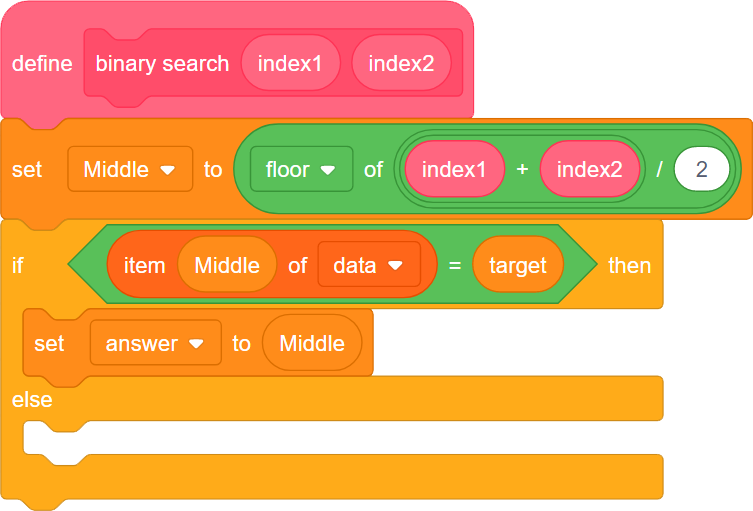 define binary search index1 index2
set Middle to floor of index1 + index2 / 2
if item Middle of data = target then
set answer to Middle
else